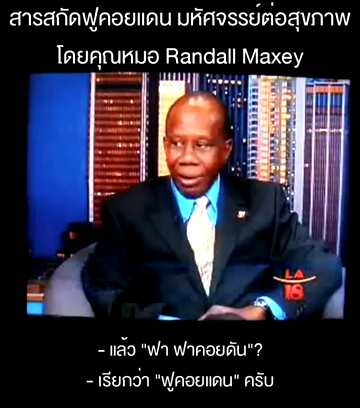 สารสกัดฟูคอยแดน มหัศจรรย์ต่อสุขภาพ
โดยคุณหมอ Randall Maxey
LA
18
- แล้ว "ฟา ฟาคอยดัน"?
- เรียกว่า "ฟูคอยแดน" ครับ